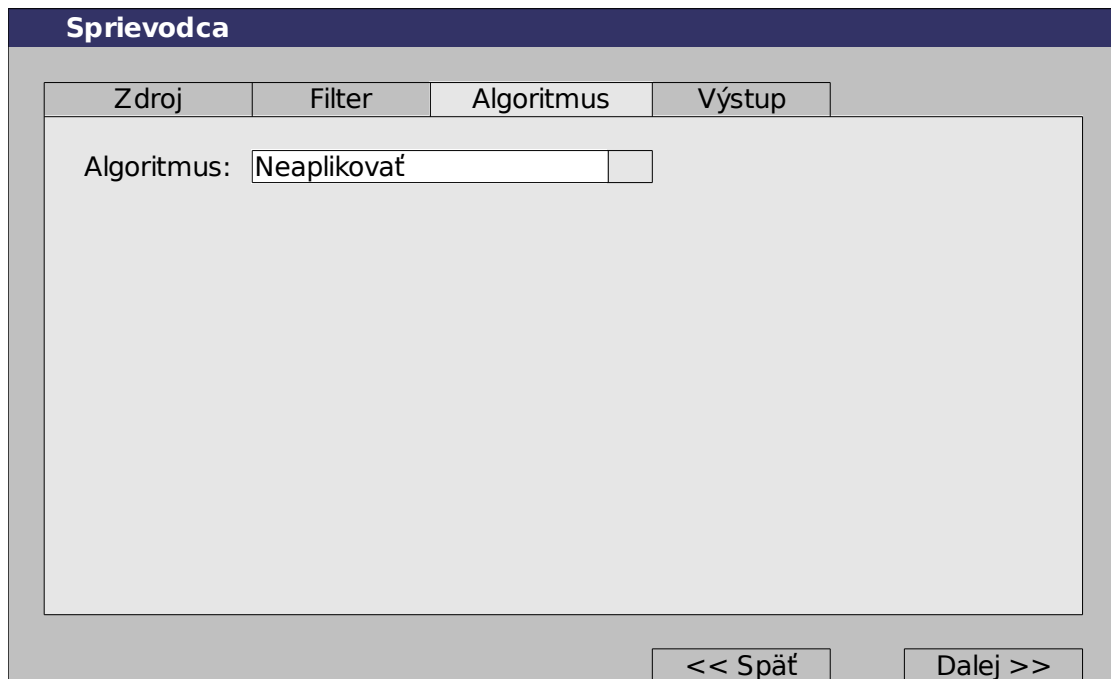 Sprievodca
Zdroj Filter Algoritmus Výstup
Algoritmus: Neaplikovať
<< Späť Dalej >>